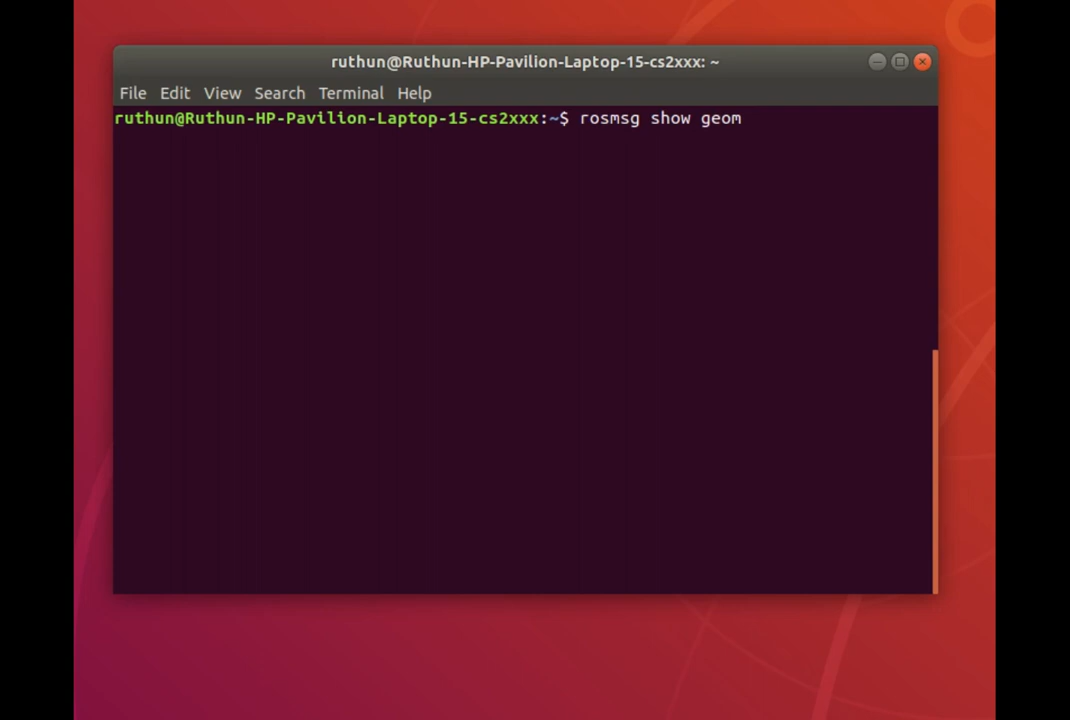 ruthun@Ruthun-HP-Pavilion-Laptop-15-cs2xxx: ~
File Edit View Search Terminal Help
ruthun@Ruthun-HP-Pavilion-Laptop-15-cs2xxx:~$ rosmsg show geom